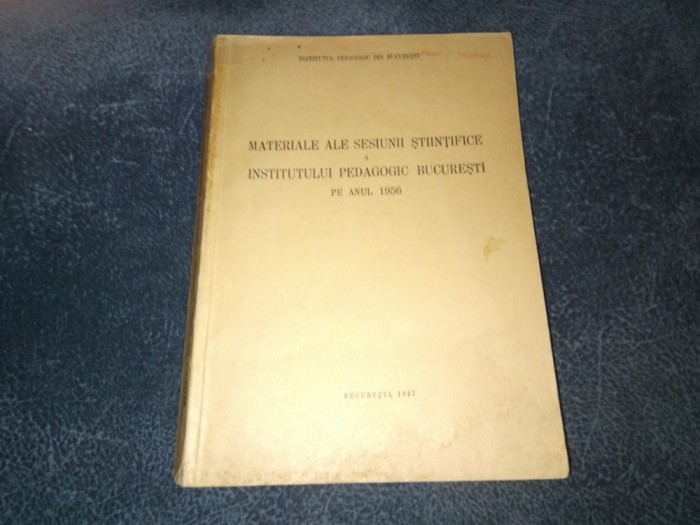 INSTITUTUL PEDAGOGIC DIN BUCUREȘTI
MATERIALE ALE SESIUNII ȘTIINȚIFICE
A
INSTITUTULUI PEDAGOGIC BUCUREȘTI
PE ANUL 1956
BUCUREȘTI, 1957